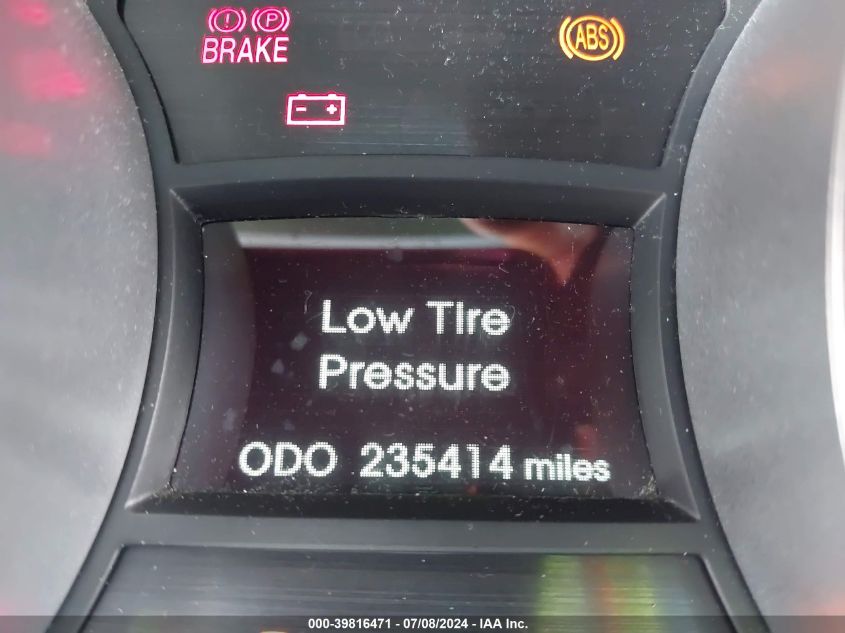 (!) (P)
BRAKE
ABS
- +
Low Tire
Pressure
ODO 235414 miles
000-39816471 - 07/08/2024 - IAA Inc.